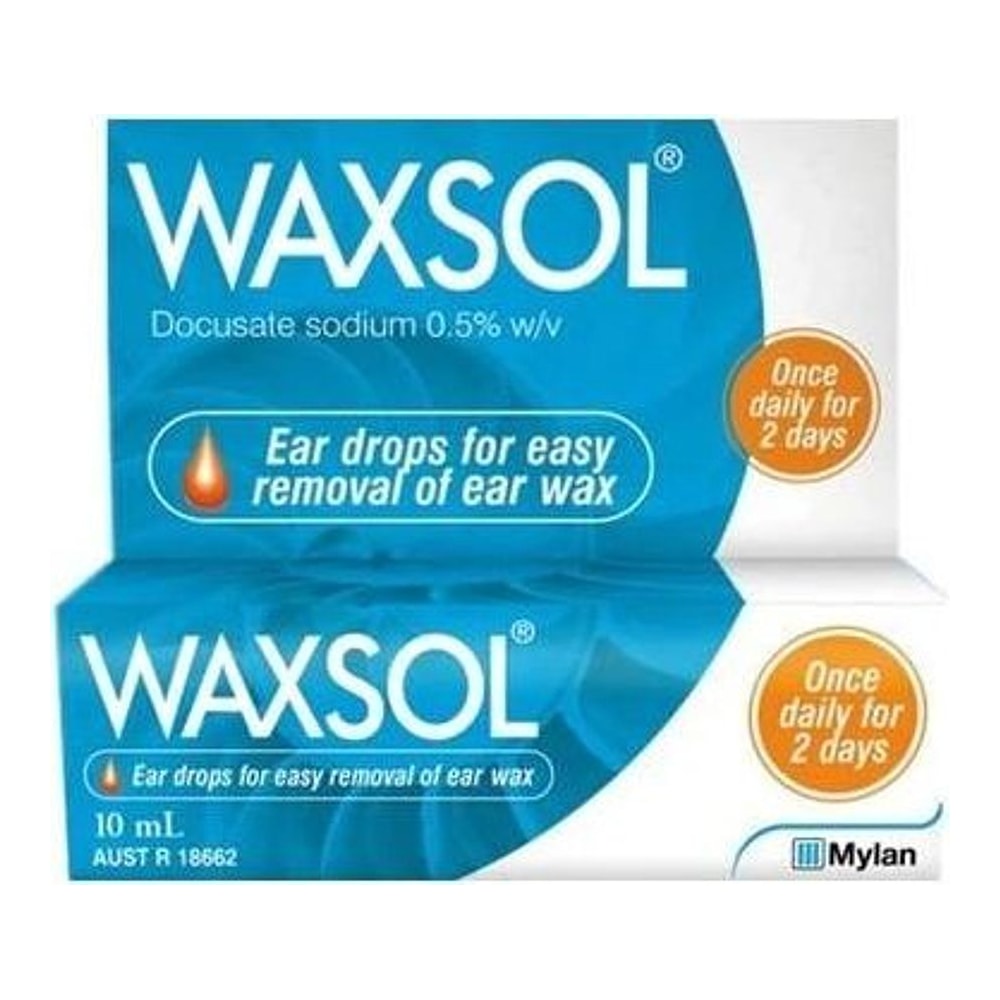 WAXSOL®
Docusate sodium 0.5% w/v
Ear drops for easy
removal of ear wax
Once
daily for
2 days
WAXSOL®
Ear drops for easy removal of ear wax
10 mL
AUST R 18662
Once
daily for
2 days
Mylan